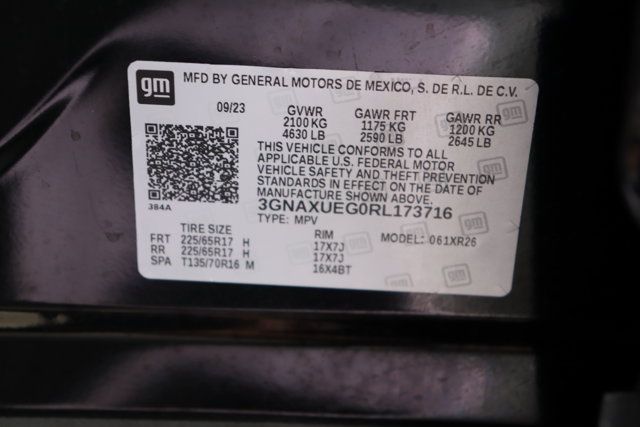 gm MFD BY GENERAL MOTORS DE MEXICO, S. DE R.L. DE C.V.
09/23 GVWR GAWR FRT GAWR RR
2100 KG 1175 KG 1200 KG
4630 LB 2590 LB 2645 LB
THIS VEHICLE CONFORMS TO ALL
APPLICABLE U.S. FEDERAL MOTOR
VEHICLE SAFETY AND THEFT PREVENTION
STANDARDS IN EFFECT ON THE DATE OF
MANUFACTURE SHOWN ABOVE.
384A 3GNAXUEG0RL173716
TYPE: MPV
TIRE SIZE RIM MODEL: 061XR26
FRT 225/65R17 H 17X7J
RR 225/65R17 H 17X7J
SPA T135/70R16 M 16X4BT